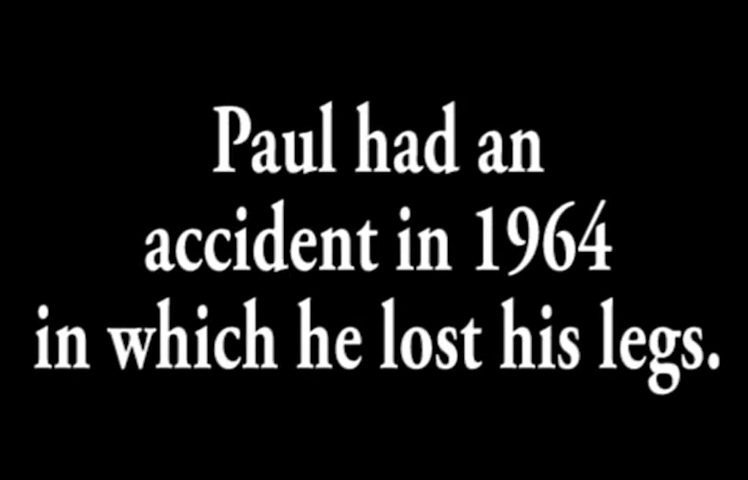 Paul had an
accident in 1964
in which he lost his legs.